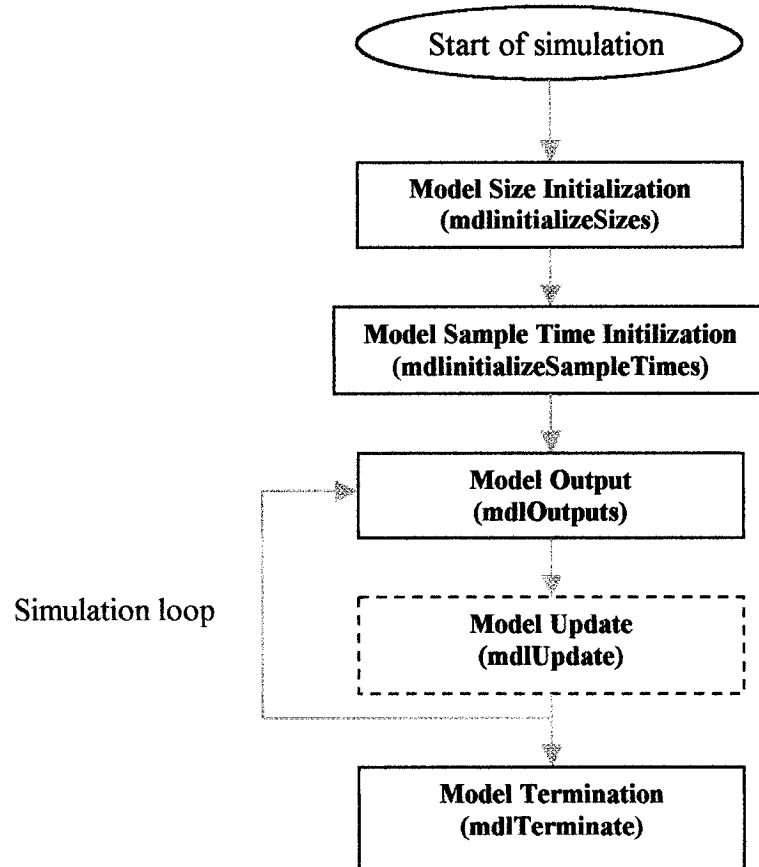 Start of simulation
Model Size Initialization
(mdlinitializeSizes)
Model Sample Time Initilization
(mdlinitializeSampleTimes)
Model Output
(mdlOutputs)
Simulation loop
Model Update
(mdlUpdate)
Model Termination
(mdlTerminate)